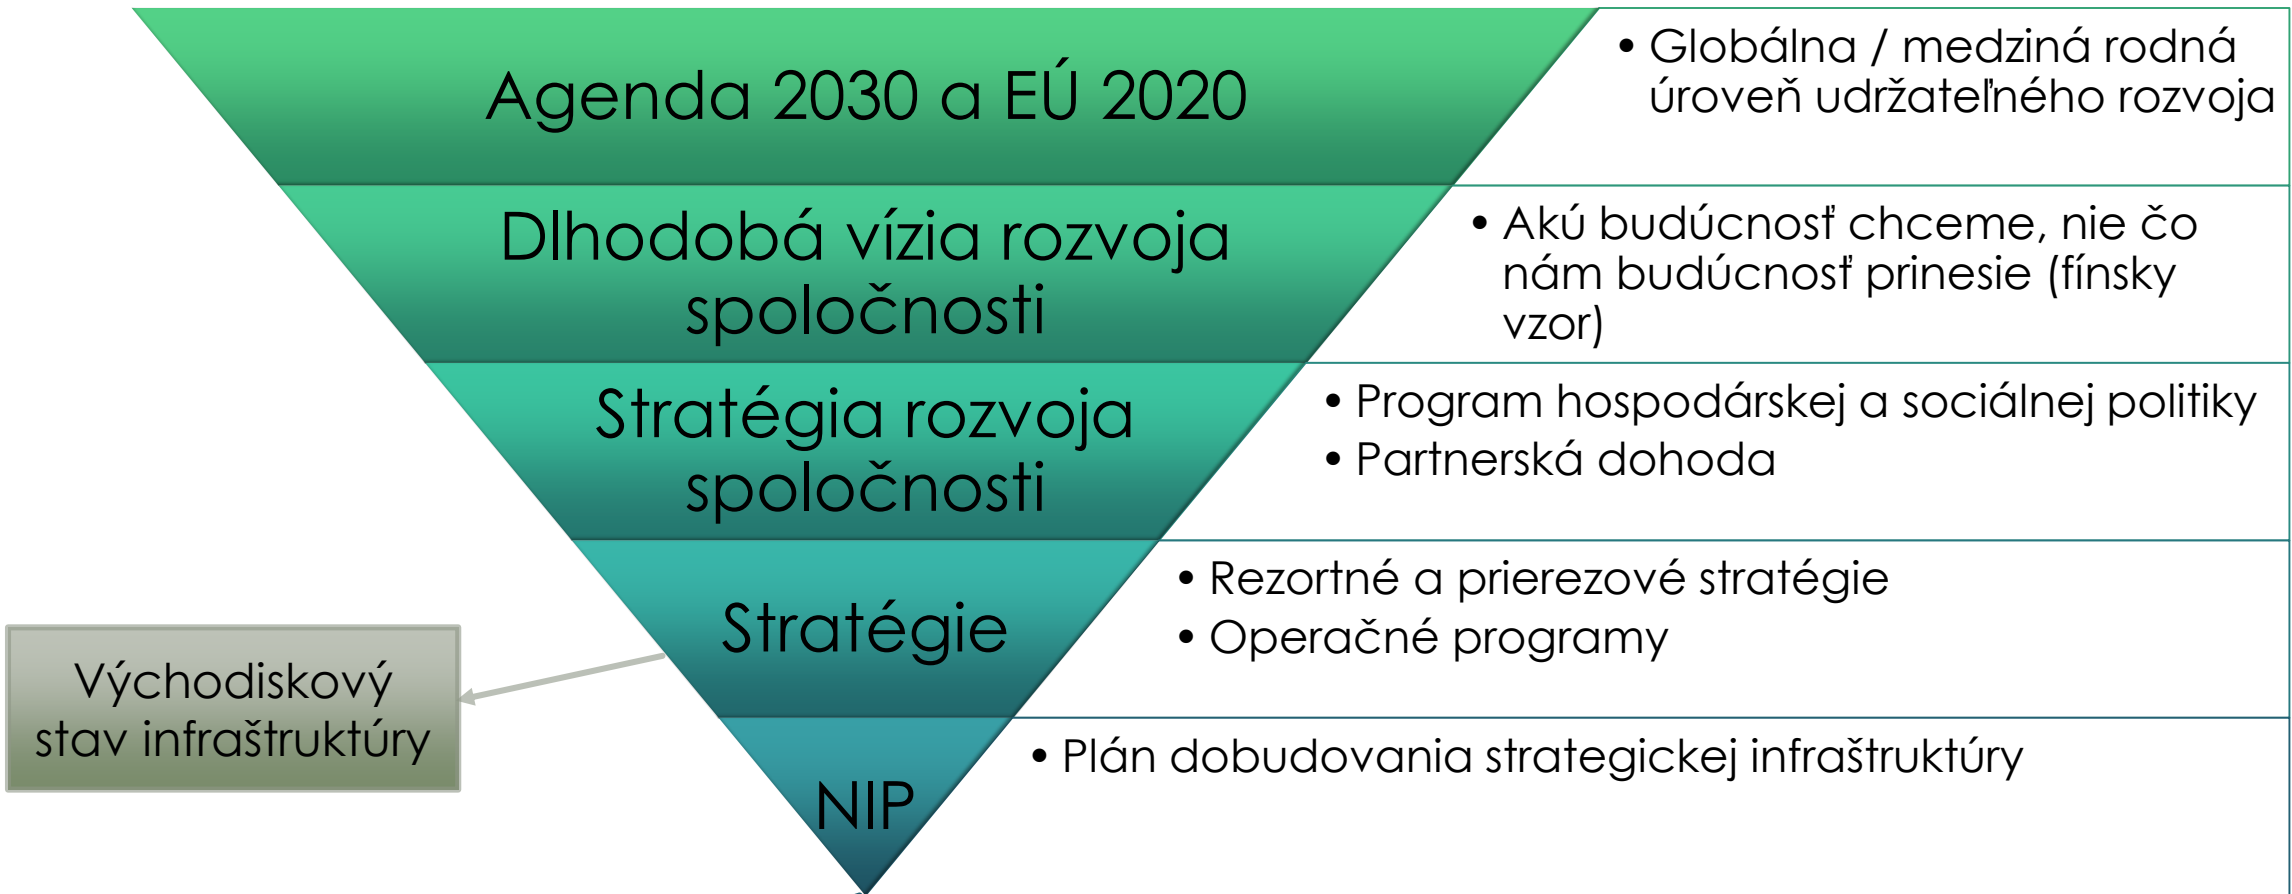 Agenda 2030 a EÚ 2020
• Globálna / medziná rodná
úroveň udržateľného rozvoja
Dlhodobá vízia rozvoja
spoločnosti
• Akú budúcnosť chceme, nie čo
nám budúcnosť prinesie (fínsky
vzor)
Stratégia rozvoja
spoločnosti
• Program hospodárskej a sociálnej politiky
• Partnerská dohoda
Stratégie
• Rezortné a prierezové stratégie
• Operačné programy
Východiskový
stav infraštruktúry
NIP
• Plán dobudovania strategickej infraštruktúry